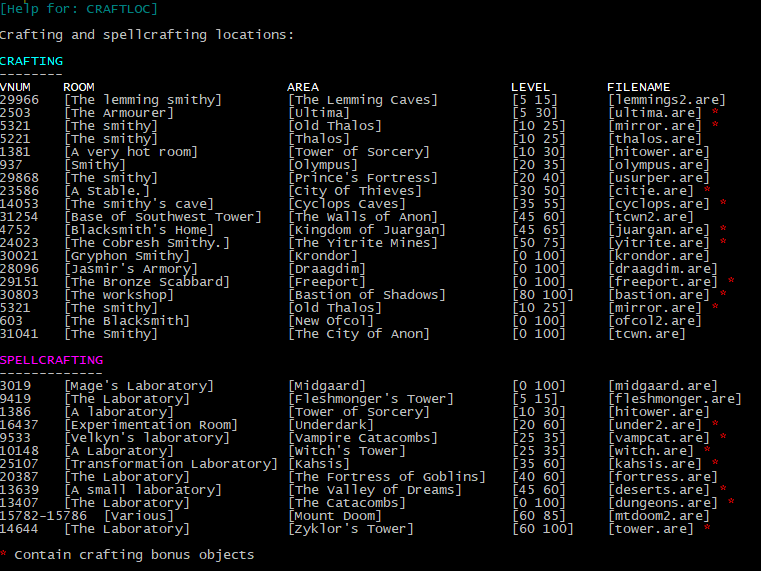 [Help for: CRAFTLOC]
Crafting and spellcrafting locations:
CRAFTING
--------
VNUM ROOM AREA LEVEL FILENAME
29966 [The lemming smithy] [The Lemming Caves] [5 15] [lemmings2.are]
2503 [The Armourer] [Ultima] [5 30] [ultima.are] *
5321 [The smithy] [Old Thalos] [10 25] [mirror.are] *
5221 [The smithy] [Thalos] [10 25] [thalos.are]
1381 [A very hot room] [Tower of Sorcery] [10 30] [hitower.are]
937 [Smithy] [Olympus] [20 35] [olympus.are]
29868 [The smithy] [Prince's Fortress] [20 40] [usurper.are]
23586 [A Stable.] [City of Thieves] [30 50] [citie.are] *
14053 [The smithy's cave] [Cyclops Caves] [35 55] [cyclops.are] *
31254 [Base of Southwest Tower] [The Walls of Anon] [45 60] [tcwn2.are]
4752 [Blacksmith's Home] [Kingdom of Juargan] [45 65] [juargan.are] *
24023 [The Cobresh Smithy.] [The Yitrite Mines] [50 75] [yitrite.are] *
30021 [Gryphon Smithy] [Krondor] [0 100] [krondor.are]
28096 [Jasmir's Armory] [Draagdim] [0 100] [draagdim.are]
29151 [The Bronze Scabbard] [Freeport] [0 100] [freeport.are] *
30803 [The workshop] [Bastion of Shadows] [80 100] [bastion.are] *
5321 [The smithy] [Old Thalos] [10 25] [mirror.are] *
603 [The Blacksmith] [New Ofcol] [0 100] [ofcol2.are]
31041 [The Smithy] [The City of Anon] [0 100] [tcwn.are]
SPELLCRAFTING
-------------
3019 [Mage's Laboratory] [Midgaard] [0 100] [midgaard.are]
9419 [The Laboratory] [Fleshmonger's Tower] [5 15] [fleshmonger.are]
1386 [A laboratory] [Tower of Sorcery] [10 30] [hitower.are]
16437 [Experimentation Room] [Underdark] [20 60] [under2.are] *
9533 [Velkyn's laboratory] [Vampire Catacombs] [25 35] [vampcat.are] *
10148 [A Laboratory] [Witch's Tower] [25 35] [witch.are] *
25107 [Transformation Laboratory] [Kahsis] [35 60] [kahsis.are] *
20387 [The Laboratory] [The Fortress of Goblins] [40 60] [fortress.are]
13639 [A small laboratory] [The Valley of Dreams] [45 60] [deserts.are] *
13407 [The Laboratory] [The Catacombs] [0 100] [dungeons.are] *
15782-15786 [Various] [Mount Doom] [60 85] [mtdoom2.are]
14644 [The Laboratory] [Zyklor's Tower] [60 100] [tower.are] *
* Contain crafting bonus objects